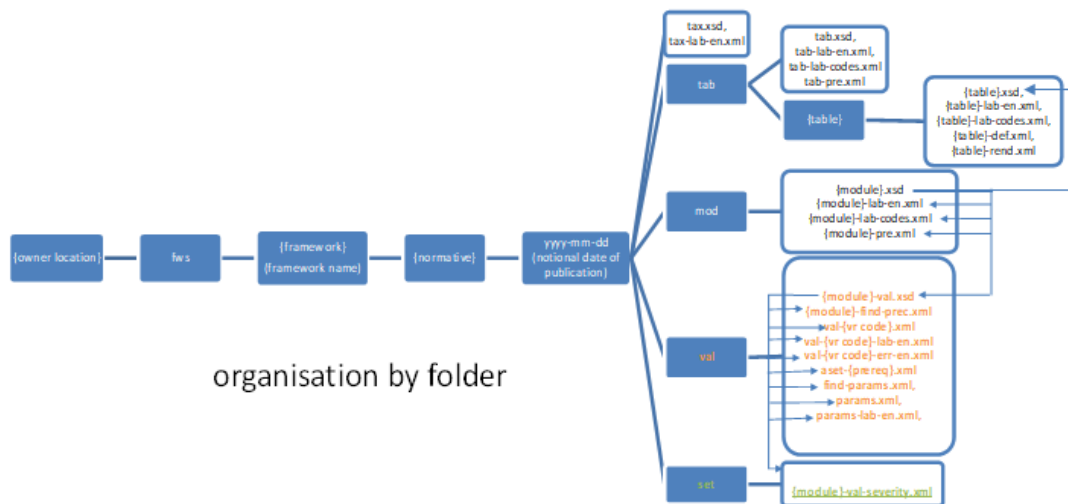 tax.xsd,
tax-lab-en.xml
tab.xsd,
tab-lab-en.xml,
tab-lab-codes.xml
tab-pre.xml
tab
{table}
{table}.xsd,
{table}-lab-en.xml,
{table}-lab-codes.xml,
{table}-def.xml,
{table}-rend.xml
mod
{module}.xsd
{module}-lab-en.xml
{module}-lab-codes.xml
{module}-pre.xml
{owner location}
fws
{framework}
(framework name)
{normative}
yyyy-mm-dd
(notional date of
publication)
val
{module}-val.xsd
{module}-find-prec.xml
val-{vr code}.xml
val-{vr code}-lab-en.xml
val-{vr code}-err-en.xml
aset-{prereq}.xml
find-params.xml,
params.xml,
params-lab-en.xml,
organisation by folder
set
{module}-val-severity.xml